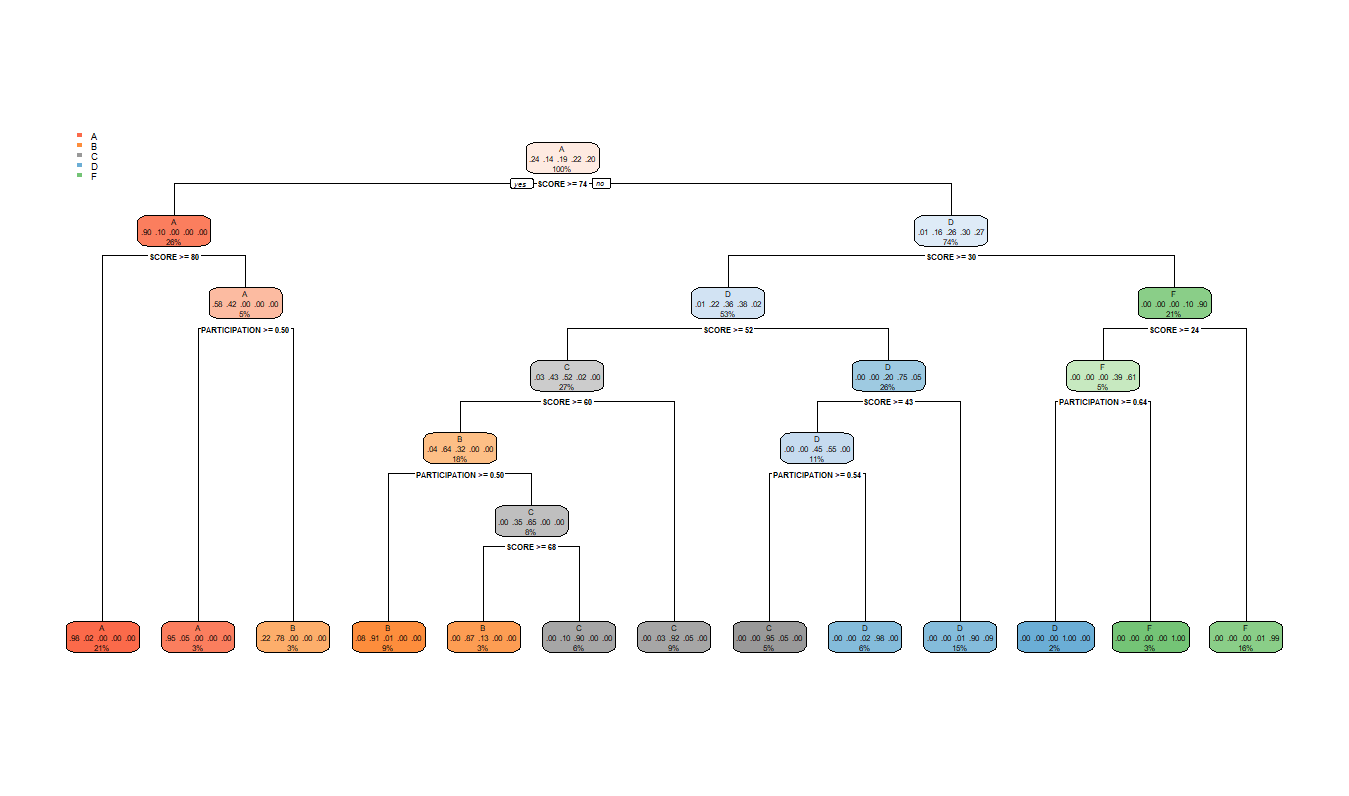 A
B
C
D
F
A
.24 .14 .19 .22 .20
100%
yes
SCORE >= 74
no
A
.90 .10 .00 .00 .00
26%
D
.01 .16 .26 .30 .27
74%
SCORE >= 80
SCORE >= 30
A
.58 .42 .00 .00 .00
5%
D
.01 .22 .36 .38 .02
53%
F
.00 .00 .00 .10 .90
21%
PARTICIPATION >= 0.50
SCORE >= 52
SCORE >= 24
C
.03 .43 .52 .02 .00
27%
D
.00 .00 .20 .75 .05
26%
F
.00 .00 .00 .39 .61
5%
SCORE >= 60
SCORE >= 43
PARTICIPATION >= 0.64
B
.04 .64 .32 .00 .00
18%
D
.00 .00 .45 .55 .00
11%
PARTICIPATION >= 0.50
PARTICIPATION >= 0.54
C
.00 .35 .65 .00 .00
8%
SCORE >= 68
A
.98 .02 .00 .00 .00
21%
A
.95 .05 .00 .00 .00
3%
B
.22 .78 .00 .00 .00
3%
B
.08 .91 .01 .00 .00
9%
B
.00 .87 .13 .00 .00
3%
C
.00 .10 .90 .00 .00
6%
C
.00 .03 .92 .05 .00
9%
C
.00 .00 .95 .05 .00
5%
D
.00 .00 .02 .98 .00
6%
D
.00 .00 .01 .90 .09
15%
D
.00 .00 .00 1.00 .00
2%
F
.00 .00 .00 .00 1.00
3%
F
.00 .00 .00 .01 .99
16%